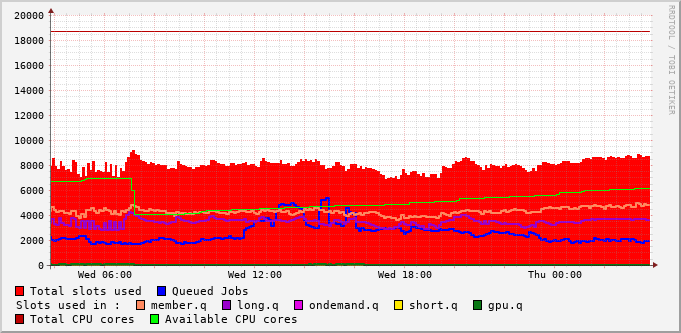 RRDTOOL / TOBI OETIKER
20000
18000
16000
14000
12000
10000
8000
6000
4000
2000
0
Wed 06:00 Wed 12:00 Wed 18:00 Thu 00:00
Total slots used Queued Jobs
Slots used in : member.q long.q ondemand.q short.q gpu.q
Total CPU cores Available CPU cores